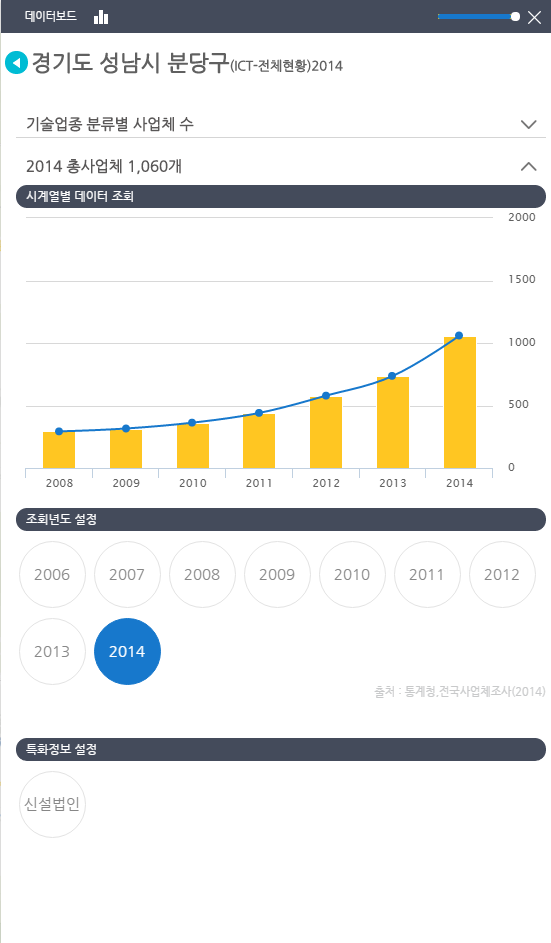 데이터보드
경기도 성남시 분당구(ICT-전체현황)2014
기술업종 분류별 사업체 수
2014 총사업체 1,060개
시계열별 데이터 조회
2000
1500
1000
500
0
2008 2009 2010 2011 2012 2013 2014
조회년도 설정
2006 2007 2008 2009 2010 2011 2012
2013 2014
출처 : 통계청,전국사업체조사(2014)
특화정보 설정
신설법인